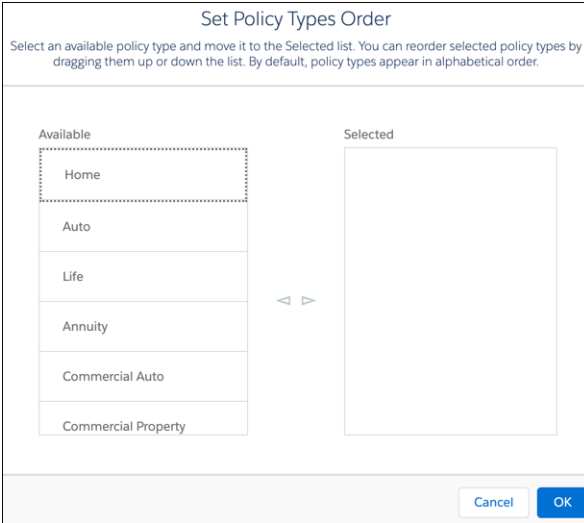 Set Policy Types Order
Select an available policy type and move it to the Selected list. You can reorder selected policy types by
dragging them up or down the list. By default, policy types appear in alphabetical order.
Available
Selected
Home
Auto
Life
Annuity
Commercial Auto
Commercial Property
Cancel
OK